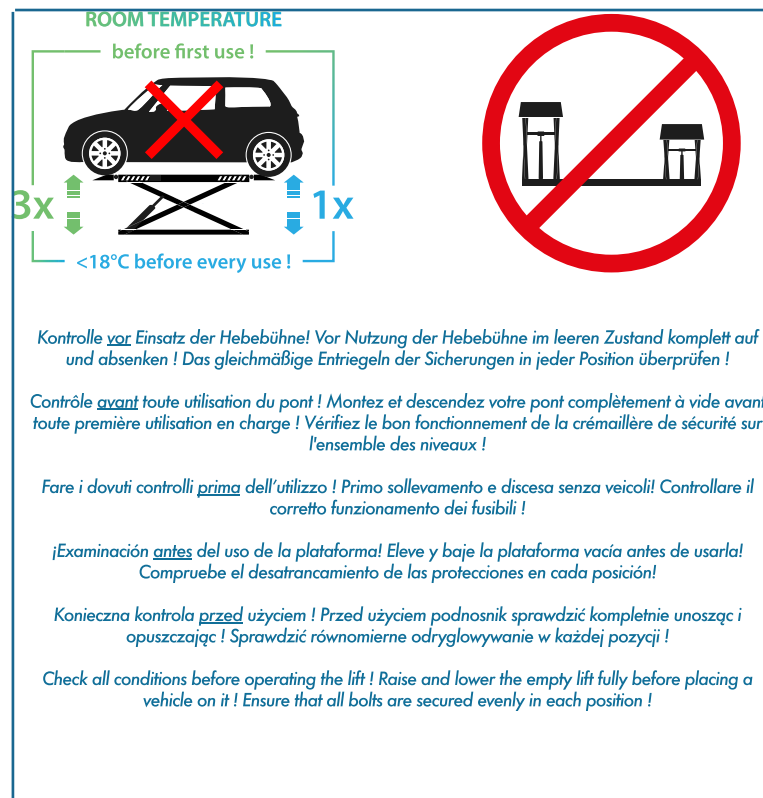 ROOM TEMPERATURE
before first use !
3x
1x
<18°C before every use !
Kontrolle vor Einsatz der Hebebühne! Vor Nutzung der Hebebühne im leeren Zustand komplett auf
und absenken ! Das gleichmäßige Entriegeln der Sicherungen in jeder Position überprüfen !
Contrôle avant toute utilisation du pont ! Montez et descendez votre pont complètement à vide avant
toute première utilisation en charge ! Vérifiez le bon fonctionnement de la crémaillère de sécurité sur
l'ensemble des niveaux !
Fare i dovuti controlli prima dell’utilizzo ! Primo sollevamento e discesa senza veicoli! Controllare il
corretto funzionamento dei fusibili !
¡Examinación antes del uso de la plataforma! Eleve y baje la plataforma vacía antes de usarla!
Compruebe el desatrancamiento de las protecciones en cada posición!
Konieczna kontrola przed użyciem ! Przed użyciem podnosnik sprawdzić kompletnie unosząc i
opuszczając ! Sprawdzić równomierne odryglowywanie w każdej pozycji !
Check all conditions before operating the lift ! Raise and lower the empty lift fully before placing a
vehicle on it ! Ensure that all bolts are secured evenly in each position !